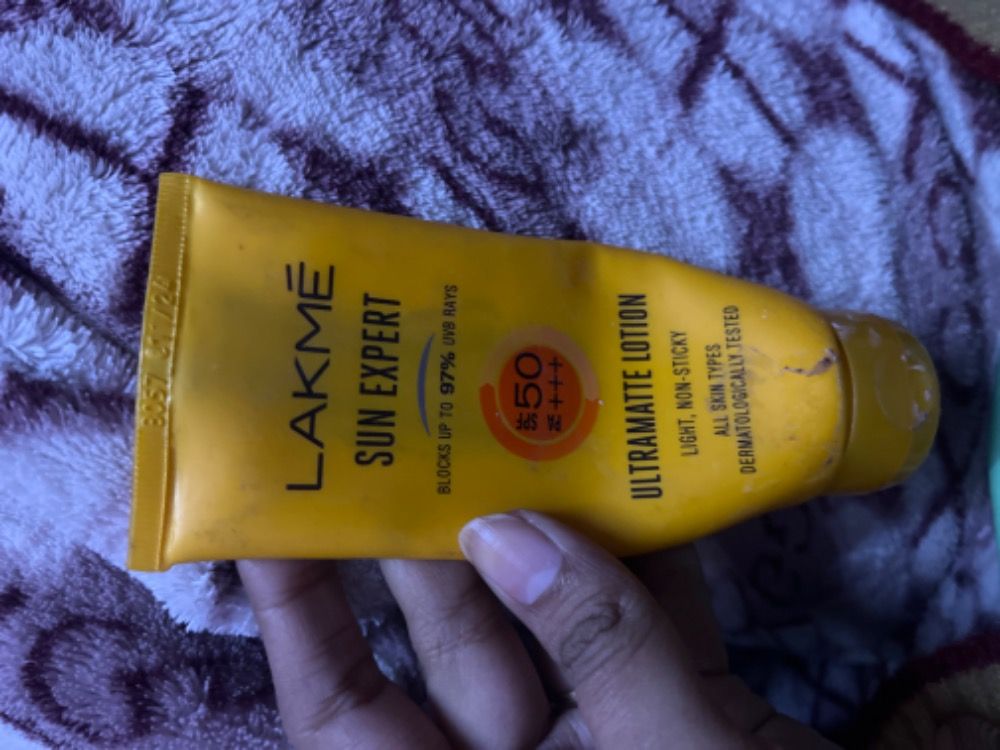 LAKMĒ
SUN EXPERT
BLOCKS UP TO 97% UVB RAYS
SPF 50
PA +++
ULTRAMATTE LOTION
LIGHT, NON-STICKY
ALL SKIN TYPES
DERMATOLOGICALLY TESTED